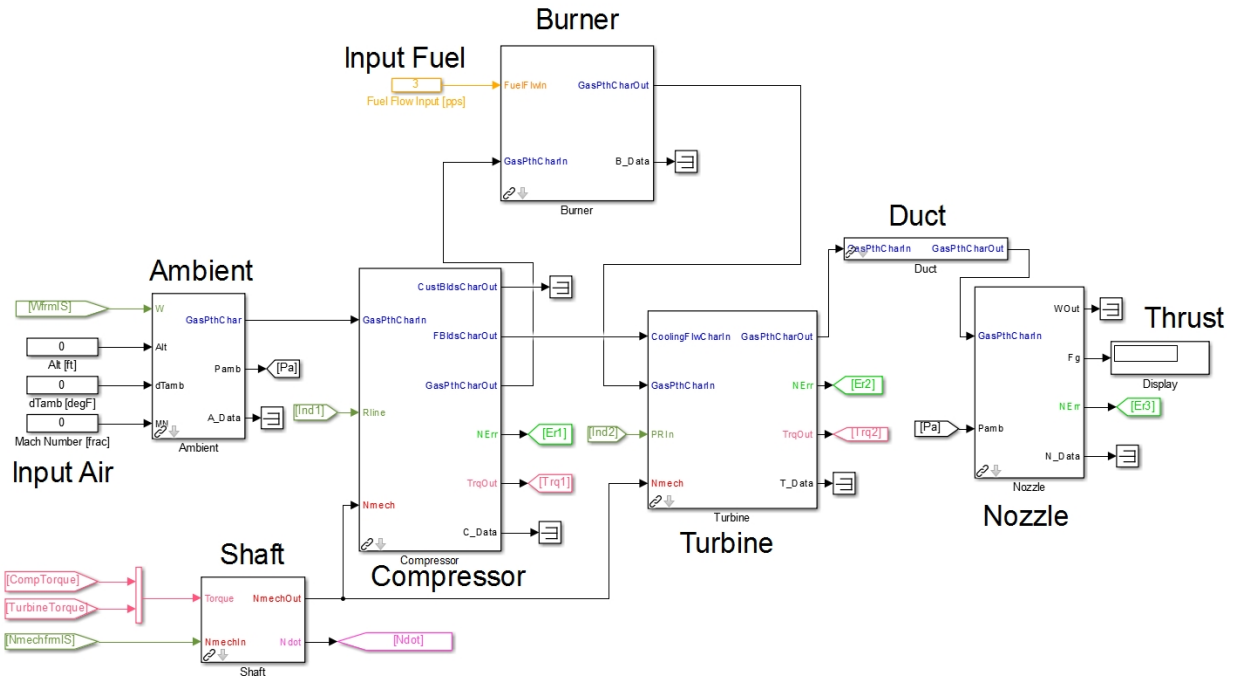 Burner
Input Fuel
3
Fuel Flow Input [pps]
FuelFlwIn
GasPthCharOut
GasPthCharIn
B_Data
Burner
Duct
GasPthCharIn
GasPthCharOut
Duct
Ambient
[WfrmIS]
W
GasPthChar
0
Alt
Alt [ft]
Pamb
[Pa]
0
dTamb
dTamb [degF]
A_Data
0
MN
Mach Number [frac]
Ambient
Input Air
CustBldsCharOut
GasPthCharIn
FBldsCharOut
GasPthCharOut
[Ind1]
Rline
NErr
[Er1]
TrqOut
[Trq1]
Nmech
C_Data
Compressor
Compressor
CoolingFlwCharIn
GasPthCharOut
GasPthCharIn
NErr
[Er2]
[Ind2]
PRIn
TrqOut
[Trq2]
Nmech
T_Data
Turbine
Turbine
WOut
Thrust
GasPthCharIn
Fg
Display
NErr
[Er3]
[Pa]
Pamb
N_Data
Nozzle
Nozzle
Shaft
[CompTorque]
[TurbineTorque]
Torque
NmechOut
[NmechfrmIS]
NmechIn
Ndot
[Ndot]
Shaft